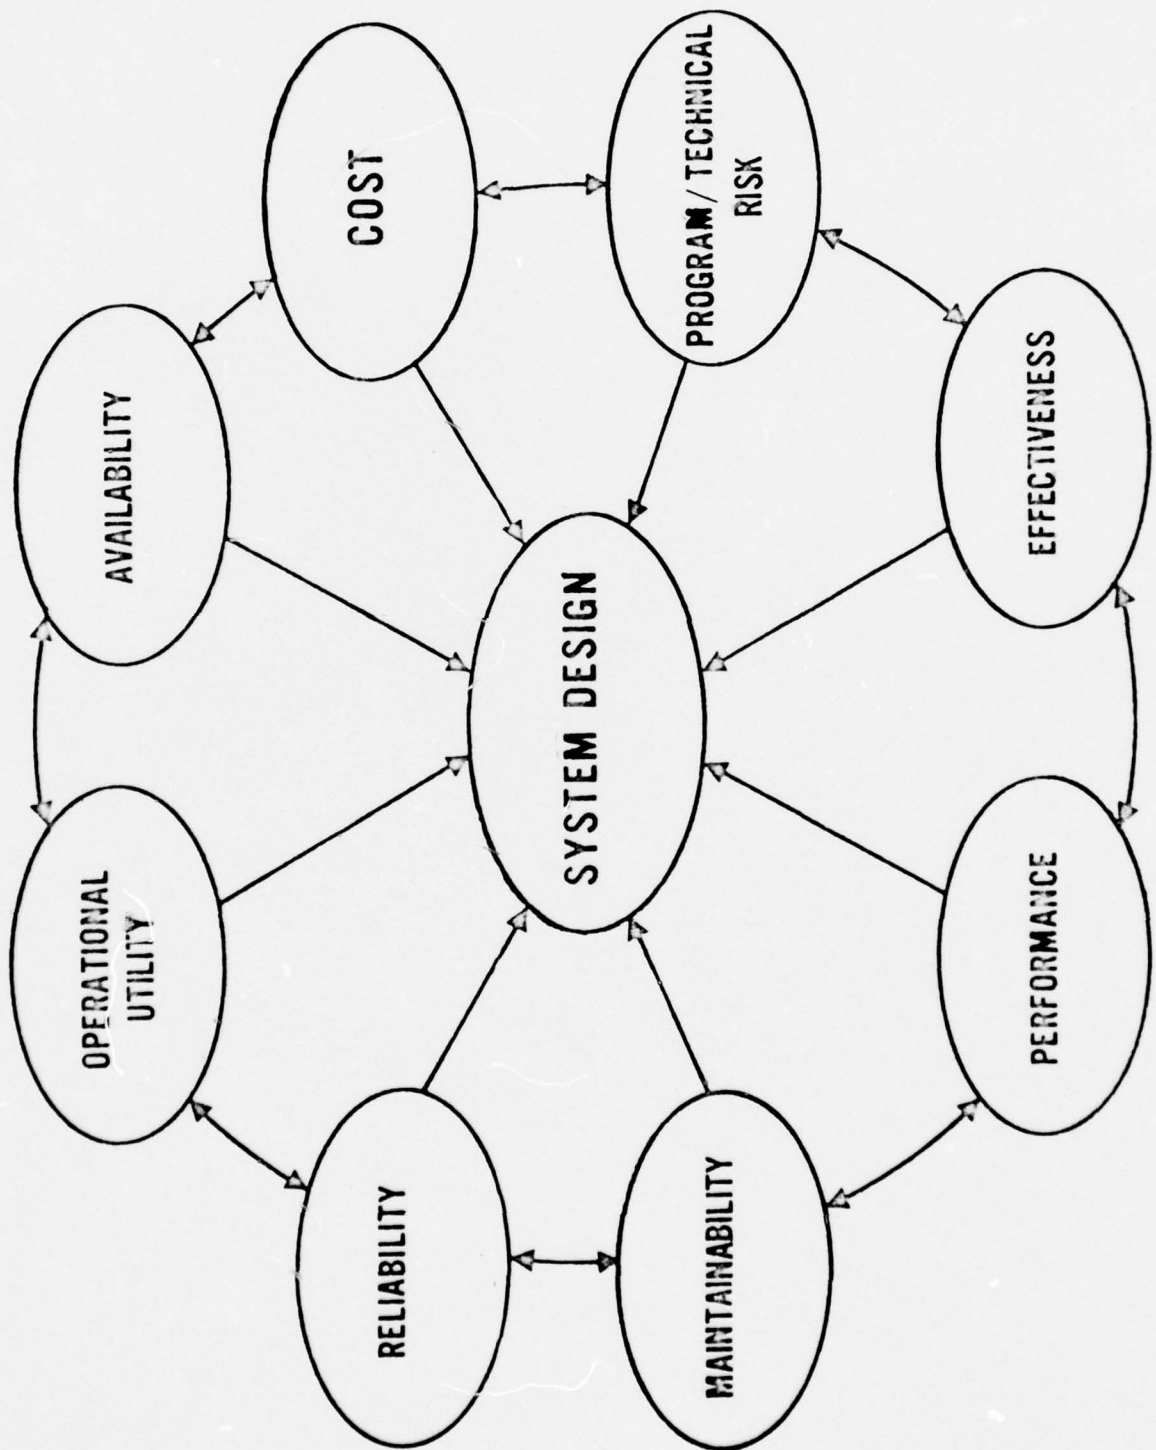 OPERATIONAL
UTILITY
AVAILABILITY
RELIABILITY
COST
SYSTEM DESIGN
MAINTAINABILITY
PROGRAM/TECHNICAL
RISK
PERFORMANCE
EFFECTIVENESS